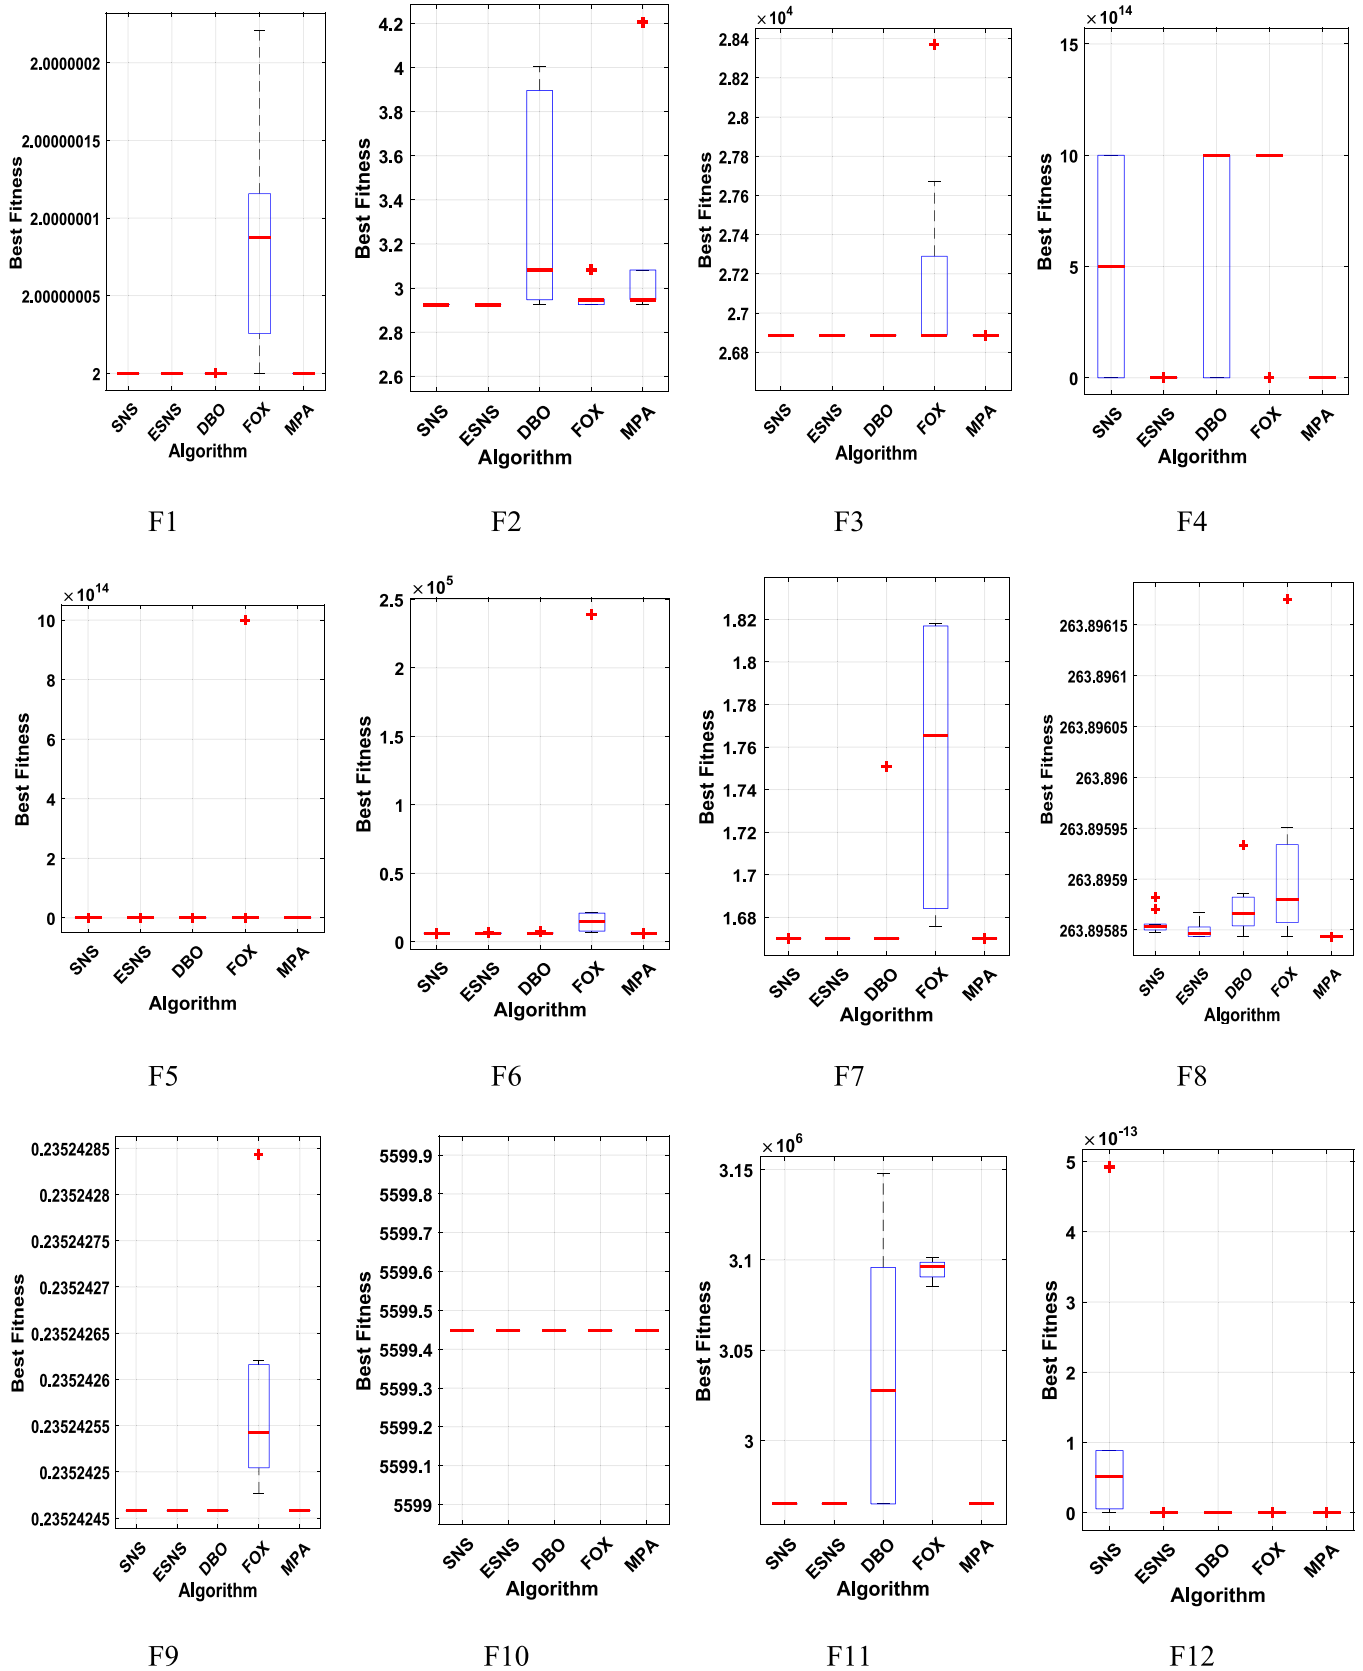 2.0000002
2.00000015
2.0000001
2.00000005
2
Best Fitness
SNS
ESNS
DBO
FOX
MPA
Algorithm
F1
4.2
4
3.8
3.6
3.4
3.2
3
2.8
2.6
Best Fitness
SNS
ESNS
DBO
FOX
MPA
Algorithm
F2
×10^4
2.84
2.82
2.8
2.78
2.76
2.74
2.72
2.7
2.68
Best Fitness
SNS
ESNS
DBO
FOX
MPA
Algorithm
F3
×10^14
15
10
5
0
Best Fitness
SNS
ESNS
DBO
FOX
MPA
Algorithm
F4
×10^14
10
8
6
4
2
0
Best Fitness
SNS
ESNS
DBO
FOX
MPA
Algorithm
F5
×10^5
2.5
2
1.5
1
0.5
0
Best Fitness
SNS
ESNS
DBO
FOX
MPA
Algorithm
F6
1.82
1.8
1.78
1.76
1.74
1.72
1.7
1.68
Best Fitness
SNS
ESNS
DBO
FOX
MPA
Algorithm
F7
263.89615
263.8961
263.89605
263.896
263.89595
263.8959
263.89585
Best Fitness
SNS
ESNS
DBO
FOX
MPA
Algorithm
F8
0.23524285
0.2352428
0.23524275
0.2352427
0.23524265
0.2352426
0.23524255
0.2352425
0.23524245
Best Fitness
SNS
ESNS
DBO
FOX
MPA
Algorithm
F9
5599.9
5599.8
5599.7
5599.6
5599.5
5599.4
5599.3
5599.2
5599.1
5599
Best Fitness
SNS
ESNS
DBO
FOX
MPA
Algorithm
F10
×10^6
3.15
3.1
3.05
3
Best Fitness
SNS
ESNS
DBO
FOX
MPA
Algorithm
F11
×10^-13
5
4
3
2
1
0
Best Fitness
SNS
ESNS
DBO
FOX
MPA
Algorithm
F12